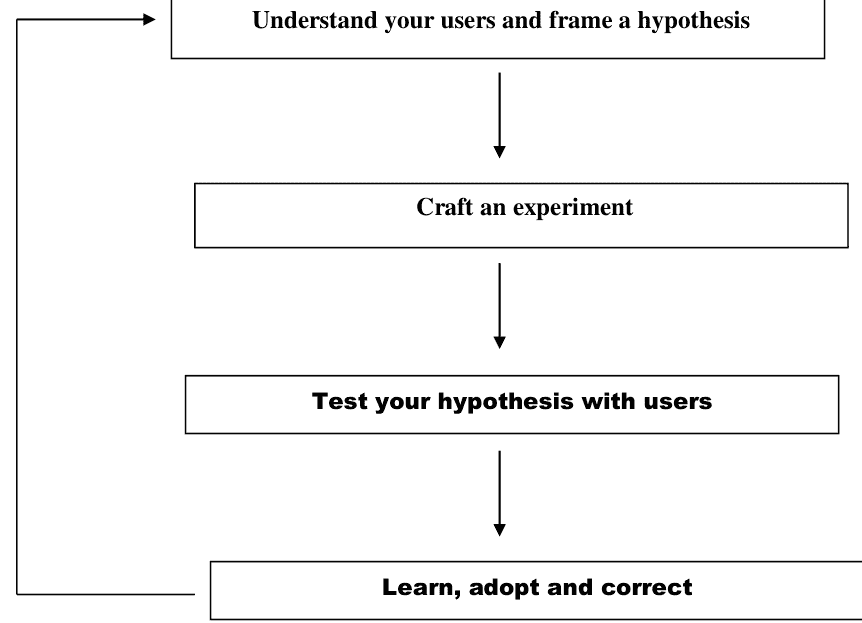 Understand your users and frame a hypothesis
Craft an experiment
Test your hypothesis with users
Learn, adopt and correct